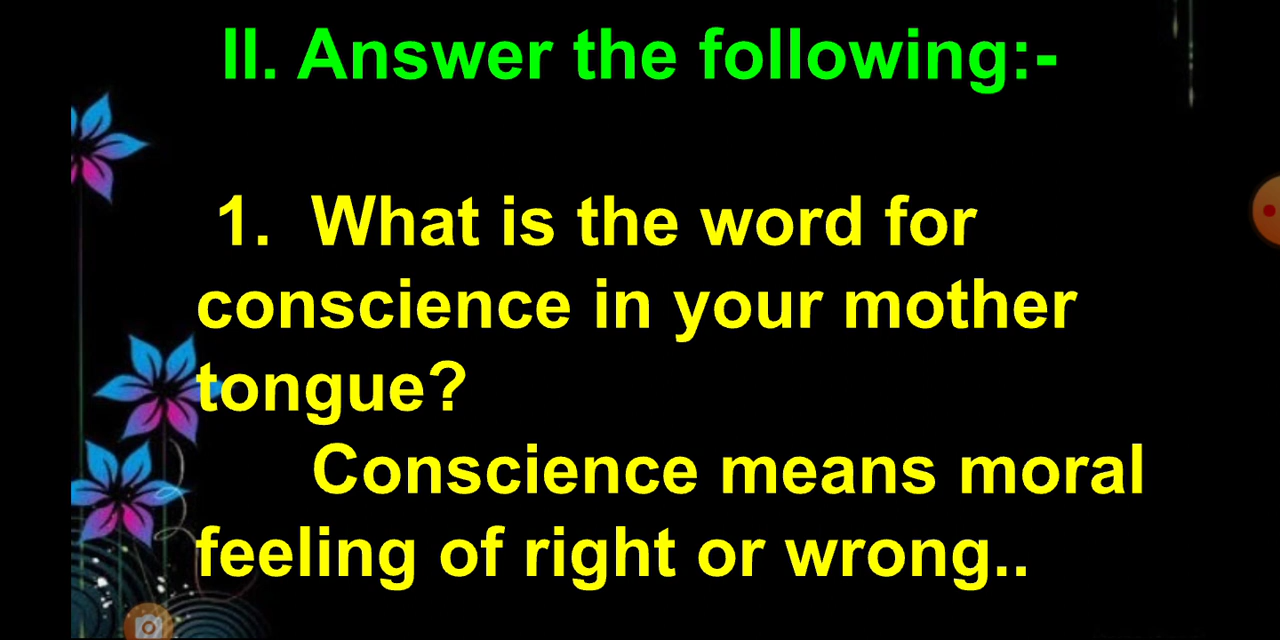 II. Answer the following:-
1. What is the word for
conscience in your mother
tongue?
Conscience means moral
feeling of right or wrong..